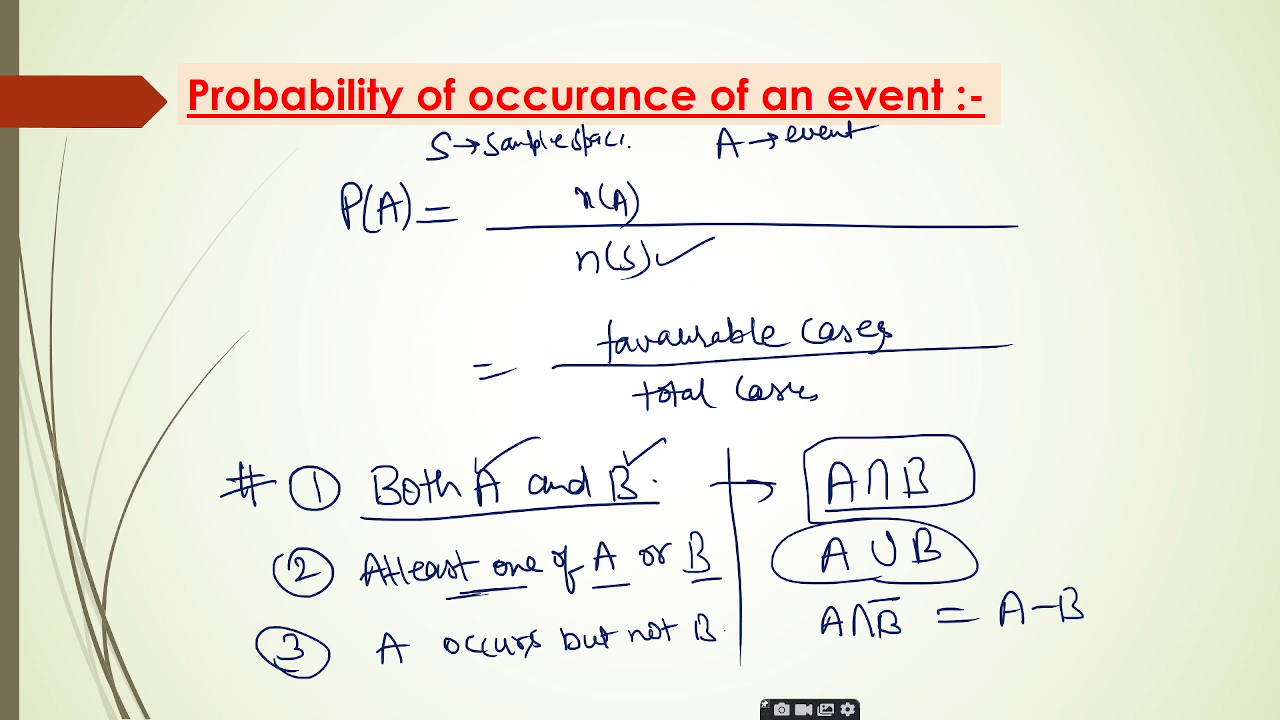 Probability of occurance of an event :-
S → Sample space. A → event
P(A) = n(A) / n(S) ✓
= favourable cases / total cases
# ① Both A and B. → A∩B
② Atleast one of A or B A ∪ B
③ A occurs but not B. A∩B̅ = A − B